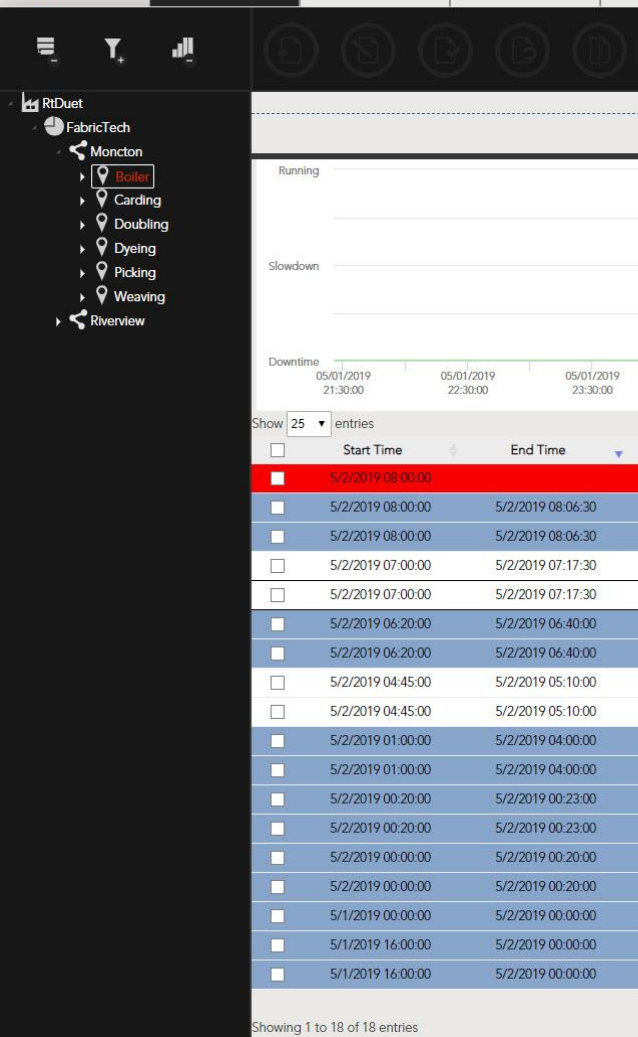 RtDuet
FabricTech
Moncton
Boiler
Carding
Doubling
Dyeing
Picking
Weaving
Riverview
Running
Slowdown
Downtime
05/01/2019 05/01/2019 05/01/2019
21:30:00 22:30:00 23:30:00
Show 25 entries
Start Time End Time
5/2/2019 08:00:00
5/2/2019 08:00:00 5/2/2019 08:06:30
5/2/2019 08:00:00 5/2/2019 08:06:30
5/2/2019 07:00:00 5/2/2019 07:17:30
5/2/2019 07:00:00 5/2/2019 07:17:30
5/2/2019 06:20:00 5/2/2019 06:40:00
5/2/2019 06:20:00 5/2/2019 06:40:00
5/2/2019 04:45:00 5/2/2019 05:10:00
5/2/2019 04:45:00 5/2/2019 05:10:00
5/2/2019 01:00:00 5/2/2019 04:00:00
5/2/2019 01:00:00 5/2/2019 04:00:00
5/2/2019 00:20:00 5/2/2019 00:23:00
5/2/2019 00:20:00 5/2/2019 00:23:00
5/2/2019 00:00:00 5/2/2019 00:20:00
5/2/2019 00:00:00 5/2/2019 00:20:00
5/1/2019 00:00:00 5/2/2019 00:00:00
5/1/2019 16:00:00 5/2/2019 00:00:00
5/1/2019 16:00:00 5/2/2019 00:00:00
Showing 1 to 18 of 18 entries